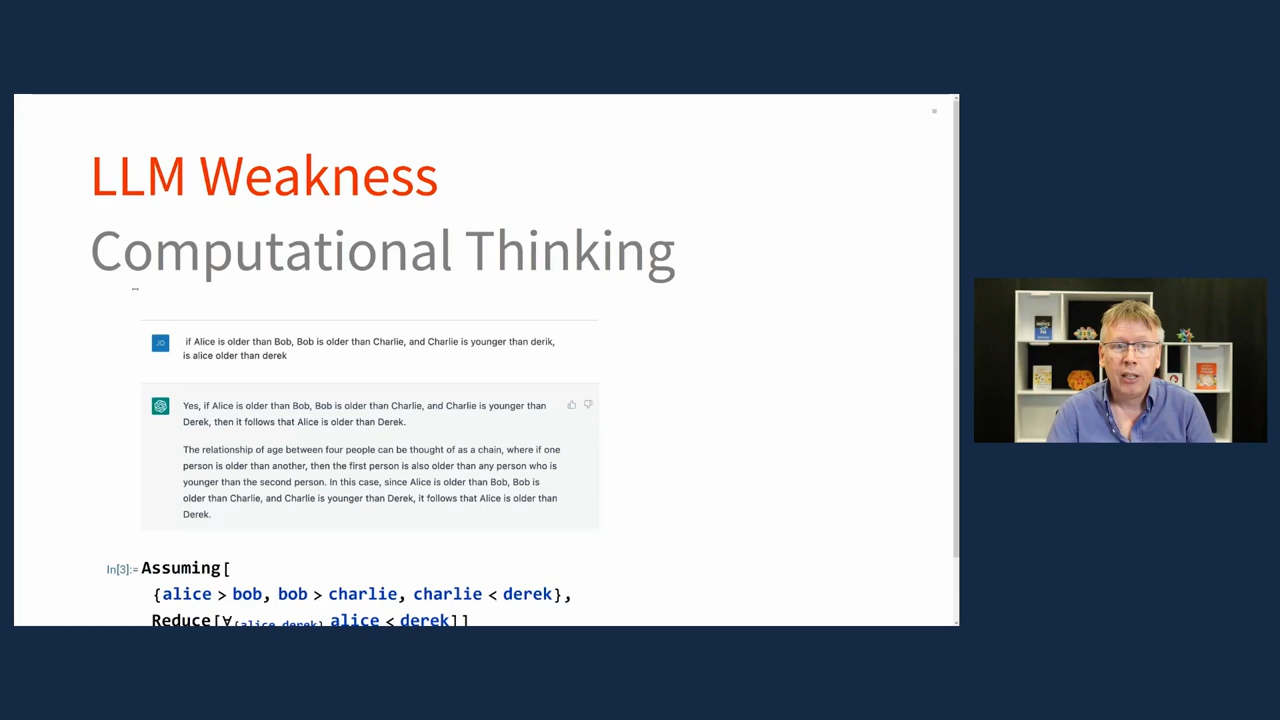 LLM Weakness
Computational Thinking
JO
if Alice is older than Bob, Bob is older than Charlie, and Charlie is younger than derik,
is alice older than derek
Yes, if Alice is older than Bob, Bob is older than Charlie, and Charlie is younger than
Derek, then it follows that Alice is older than Derek.
The relationship of age between four people can be thought of as a chain, where if one
person is older than another, then the first person is also older than any person who is
younger than the second person. In this case, since Alice is older than Bob, Bob is
older than Charlie, and Charlie is younger than Derek, it follows that Alice is older than
Derek.
In[3]:= Assuming[
{alice > bob, bob > charlie, charlie < derek},
Reduce[∀{alice,derek} alice < derek]]